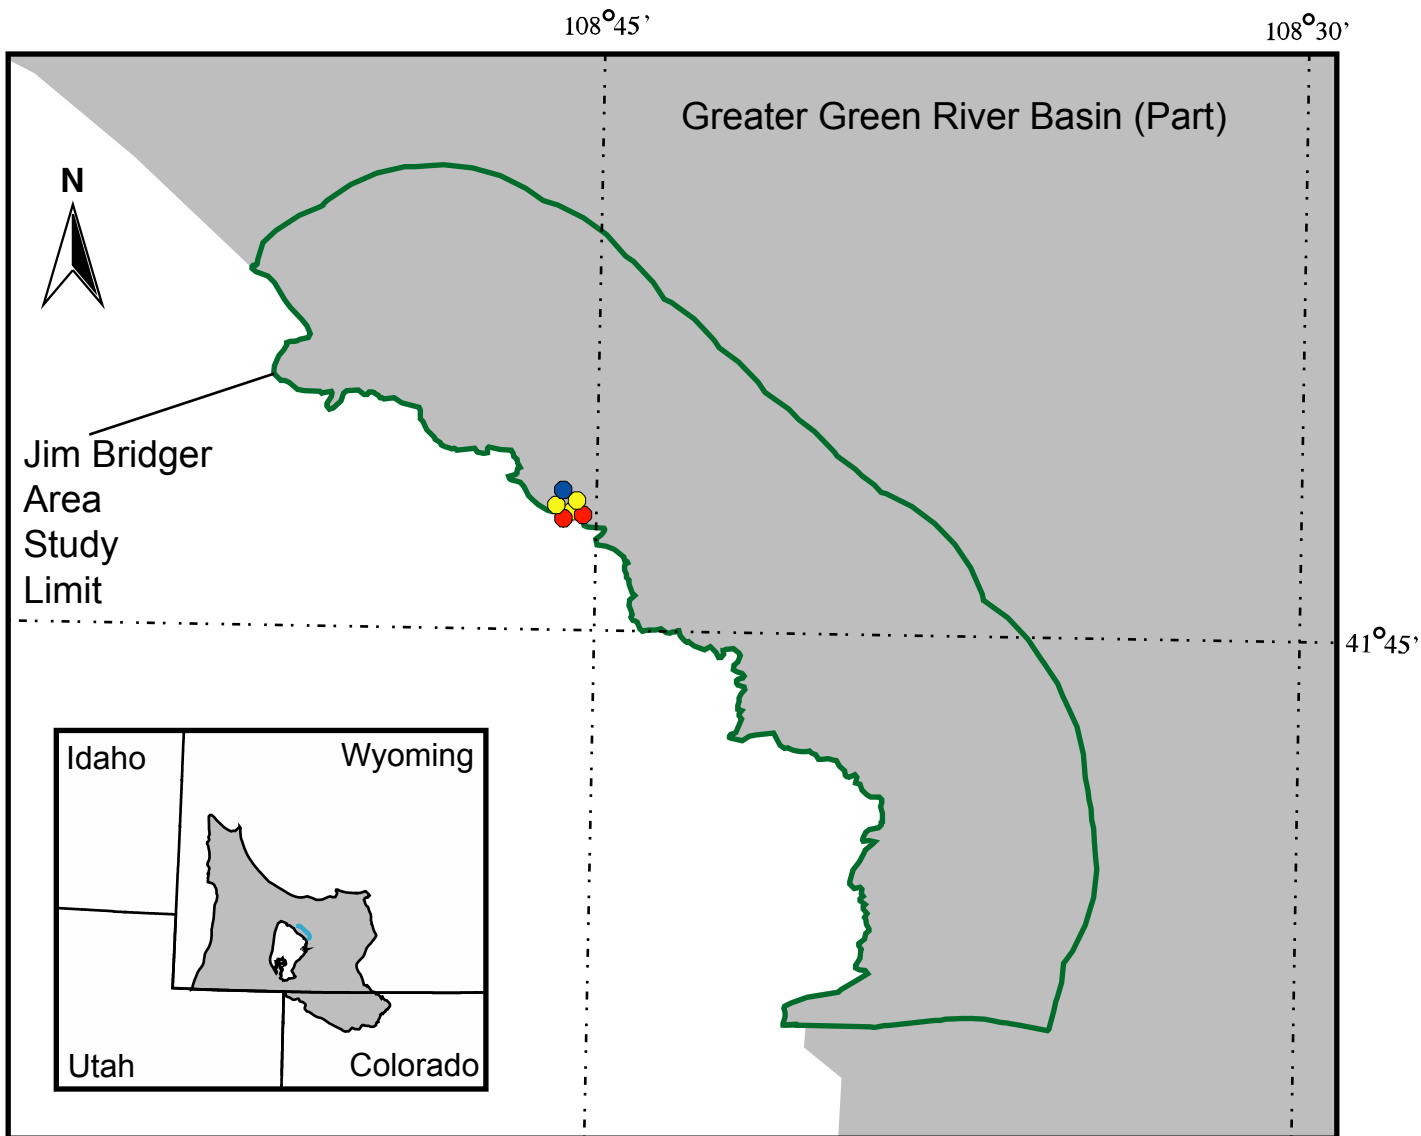 108°45'
108°30'
Greater Green River Basin (Part)
N
Jim Bridger
Area
Study
Limit
41°45'
Idaho
Wyoming
Utah
Colorado